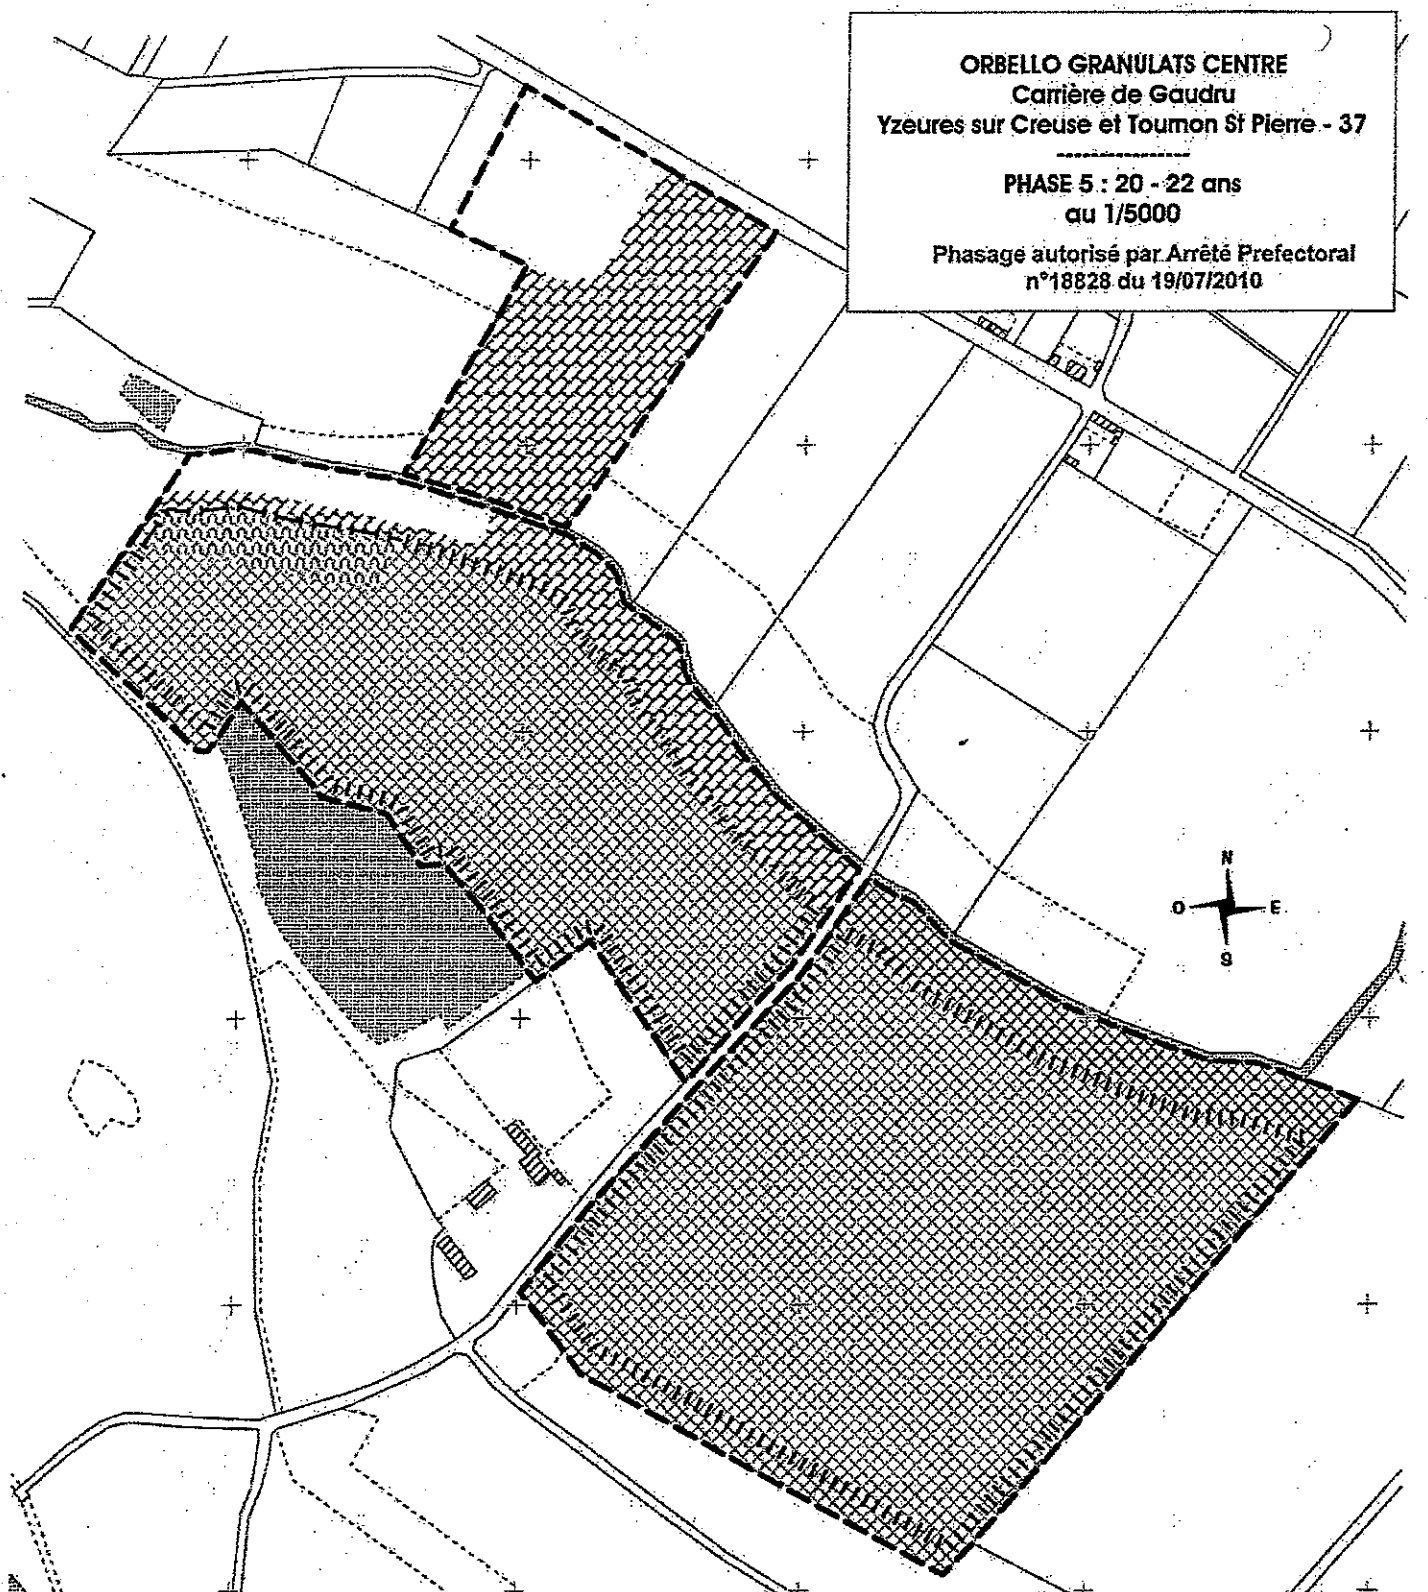 ORBELLO GRANULATS CENTRE
Carrière de Gaudru
Yzeures sur Creuse et Tournon St Pierre - 37
----------------
PHASE 5 : 20 - 22 ans
au 1/5000
Phasage autorisé par Arrêté Prefectoral
n°18828 du 19/07/2010
N
O E
S